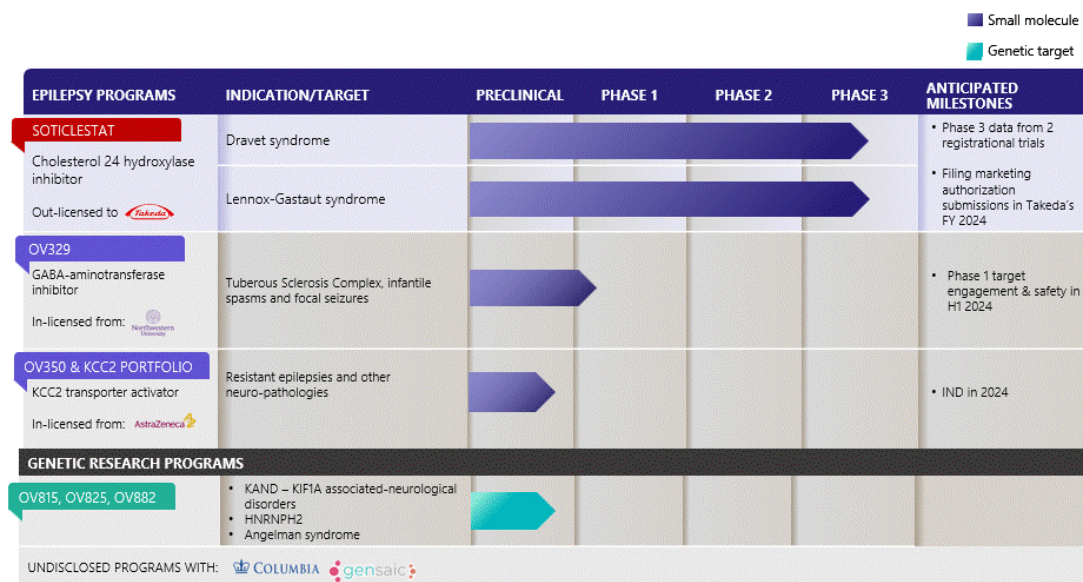 Small molecule
Genetic target
EPILEPSY PROGRAMS
INDICATION/TARGET
PRECLINICAL
PHASE 1
PHASE 2
PHASE 3
ANTICIPATED
MILESTONES
SOTICLESTAT
Cholesterol 24 hydroxylase
inhibitor
Out-licensed to
Takeda
Dravet syndrome
Lennox-Gastaut syndrome
• Phase 3 data from 2
registrational trials
• Filing marketing
authorization
submissions in Takeda's
FY 2024
OV329
GABA-aminotransferase
inhibitor
In-licensed from:
Northwestern
University
Tuberous Sclerosis Complex, infantile
spasms and focal seizures
• Phase 1 target
engagement & safety in
H1 2024
OV350 & KCC2 PORTFOLIO
KCC2 transporter activator
In-licensed from:
AstraZeneca
Resistant epilepsies and other
neuro-pathologies
• IND in 2024
GENETIC RESEARCH PROGRAMS
OV815, OV825, OV882
• KAND – KIF1A associated-neurological
disorders
• HNRNPH2
• Angelman syndrome
UNDISCLOSED PROGRAMS WITH:
COLUMBIA
gensaic